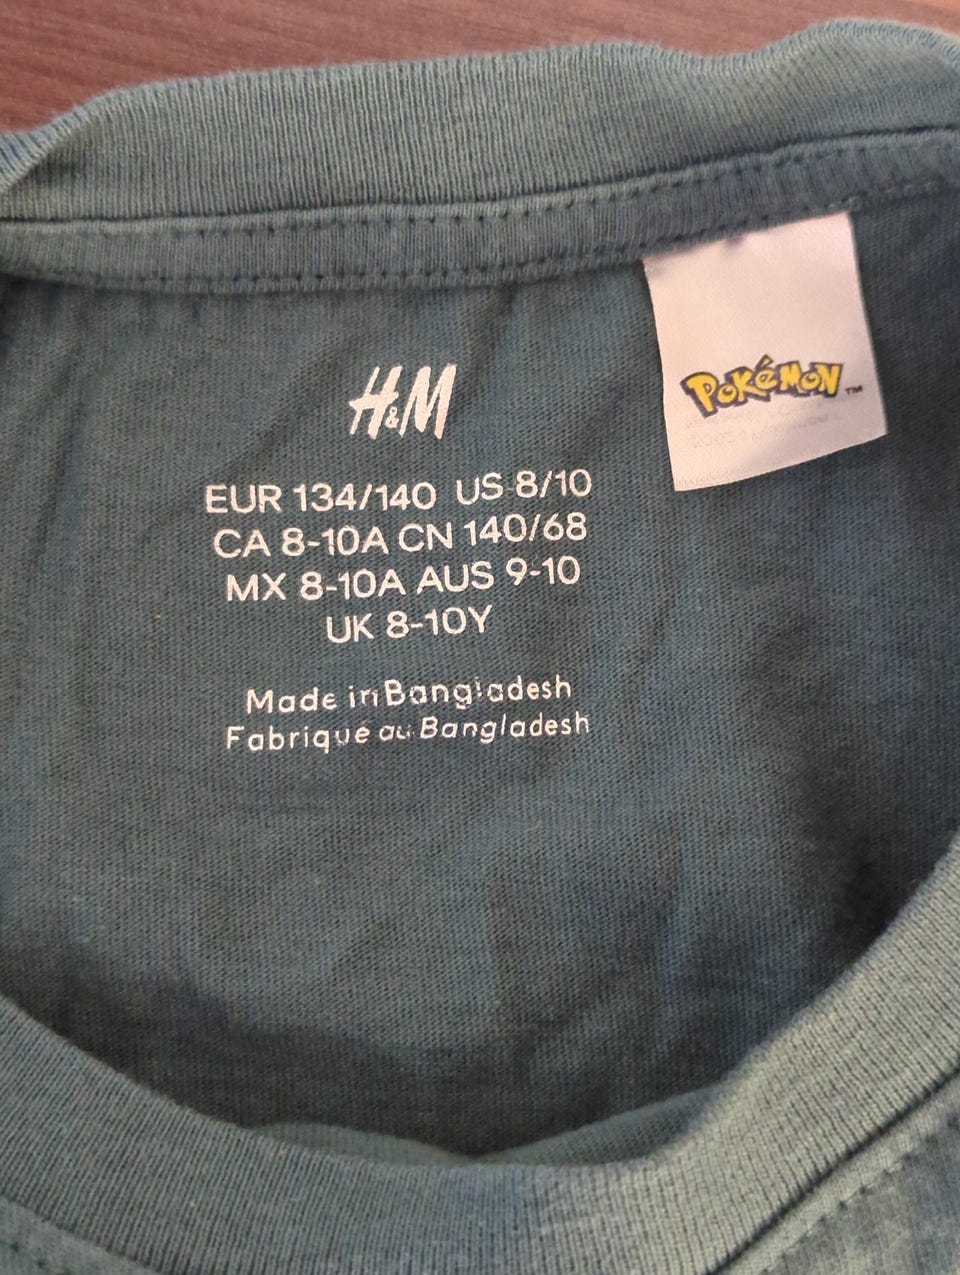 H&M
EUR 134/140 US 8/10
CA 8-10A CN 140/68
MX 8-10A AUS 9-10
UK 8-10Y
Made in Bangladesh
Fabriqué au Bangladesh
POKéMON™